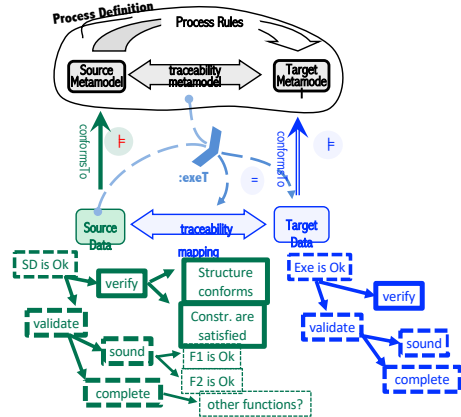 Process Definition
Process Rules
Source
Metamodel
traceability
metamodel
Target
Metamode
conformsTo
⊨
:exeT
=
conformsTo
⊨
Source
Data
traceability
mapping
Target
Data
SD is Ok
verify
Structure
conforms
Constr. are
satisfied
validate
sound
F1 is Ok
F2 is Ok
complete
other functions?
Exe is Ok
verify
validate
sound
complete